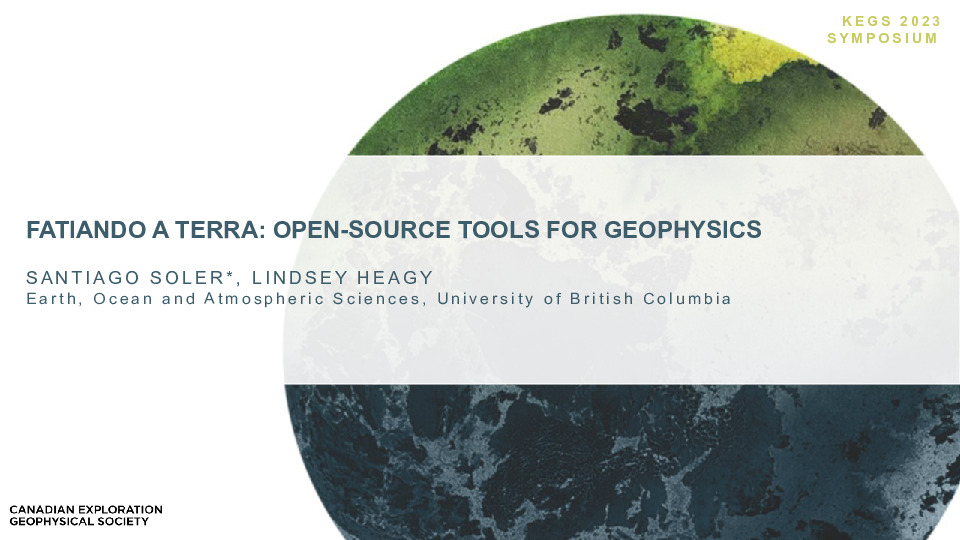 KEGS 2023
SYMPOSIUM
FATIANDO A TERRA: OPEN-SOURCE TOOLS FOR GEOPHYSICS
SANTIAGO SOLER*, LINDSEY HEAGY
Earth, Ocean and Atmospheric Sciences, University of British Columbia
CANADIAN EXPLORATION
GEOPHYSICAL SOCIETY